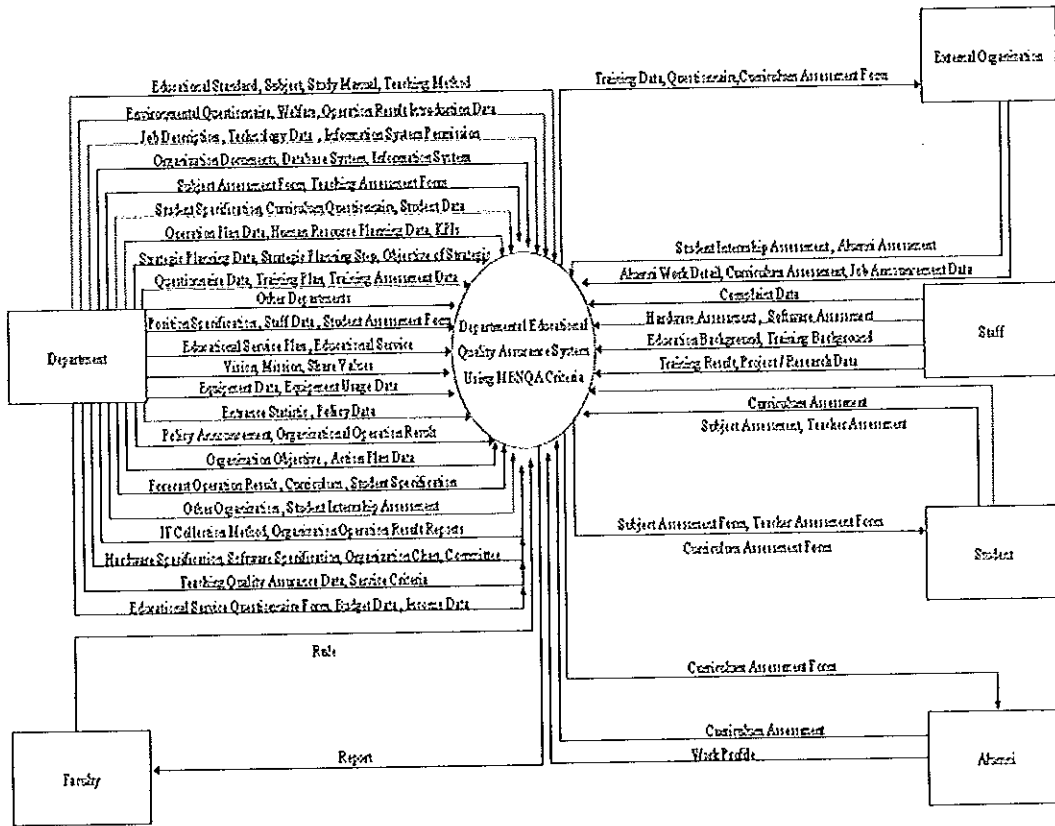 External Organization
Training Data, Questionnaire, Curriculum Assessment Form
Educational Standard, Subject, Study Manual, Teaching Method
Environmental Questionnaire, Welfare, Operation Result Introduction Data
Job Description, Technology Data, Information System Permission
Organization Documents, Database System, Information System
Subject Assessment Form, Teaching Assessment Form
Student Specification, Curriculum Questionnaire, Student Data
Operation Plan Data, Human Resource Planning Data, KPIs
Strategic Planning Data, Strategic Planning Step, Objective of Strategic
Questionnaire Data, Training Plan, Training Assessment Data
Other Departments
Position Specification, Staff Data, Student Assessment Form
Educational Service Plan, Educational Service
Vision, Mission, Share Values
Equipment Data, Equipment Usage Data
Entrance Statistic, Policy Data
Policy Announcement, Organizational Operation Result
Organization Objective, Action Plan Data
Forecast Operation Result, Curriculum, Student Specification
Other Organization, Student Internship Assessment
Collection Method, Organization Operation Result Reports
Hardware Specification, Software Specification, Organization Chart, Committee
Teaching Quality Assurance Data, Service Criteria
Educational Service Questionnaire Form, Budget Data, Income Data
Department
Departmental Educational
Quality Assurance System
Using Criteria
Student Internship Assessment, Alumni Assessment
Alumni Work Detail, Curriculum Assessment, Job Announcement Data
Complaint Data
Hardware Assessment, Software Assessment
Education Background, Training Background
Training Result, Project / Research Data
Staff
Curriculum Assessment
Subject Assessment, Teacher Assessment
Subject Assessment Form, Teacher Assessment Form
Curriculum Assessment Form
Student
Rule
Report
Faculty
Curriculum Assessment Form
Curriculum Assessment
Work Profile
Alumni